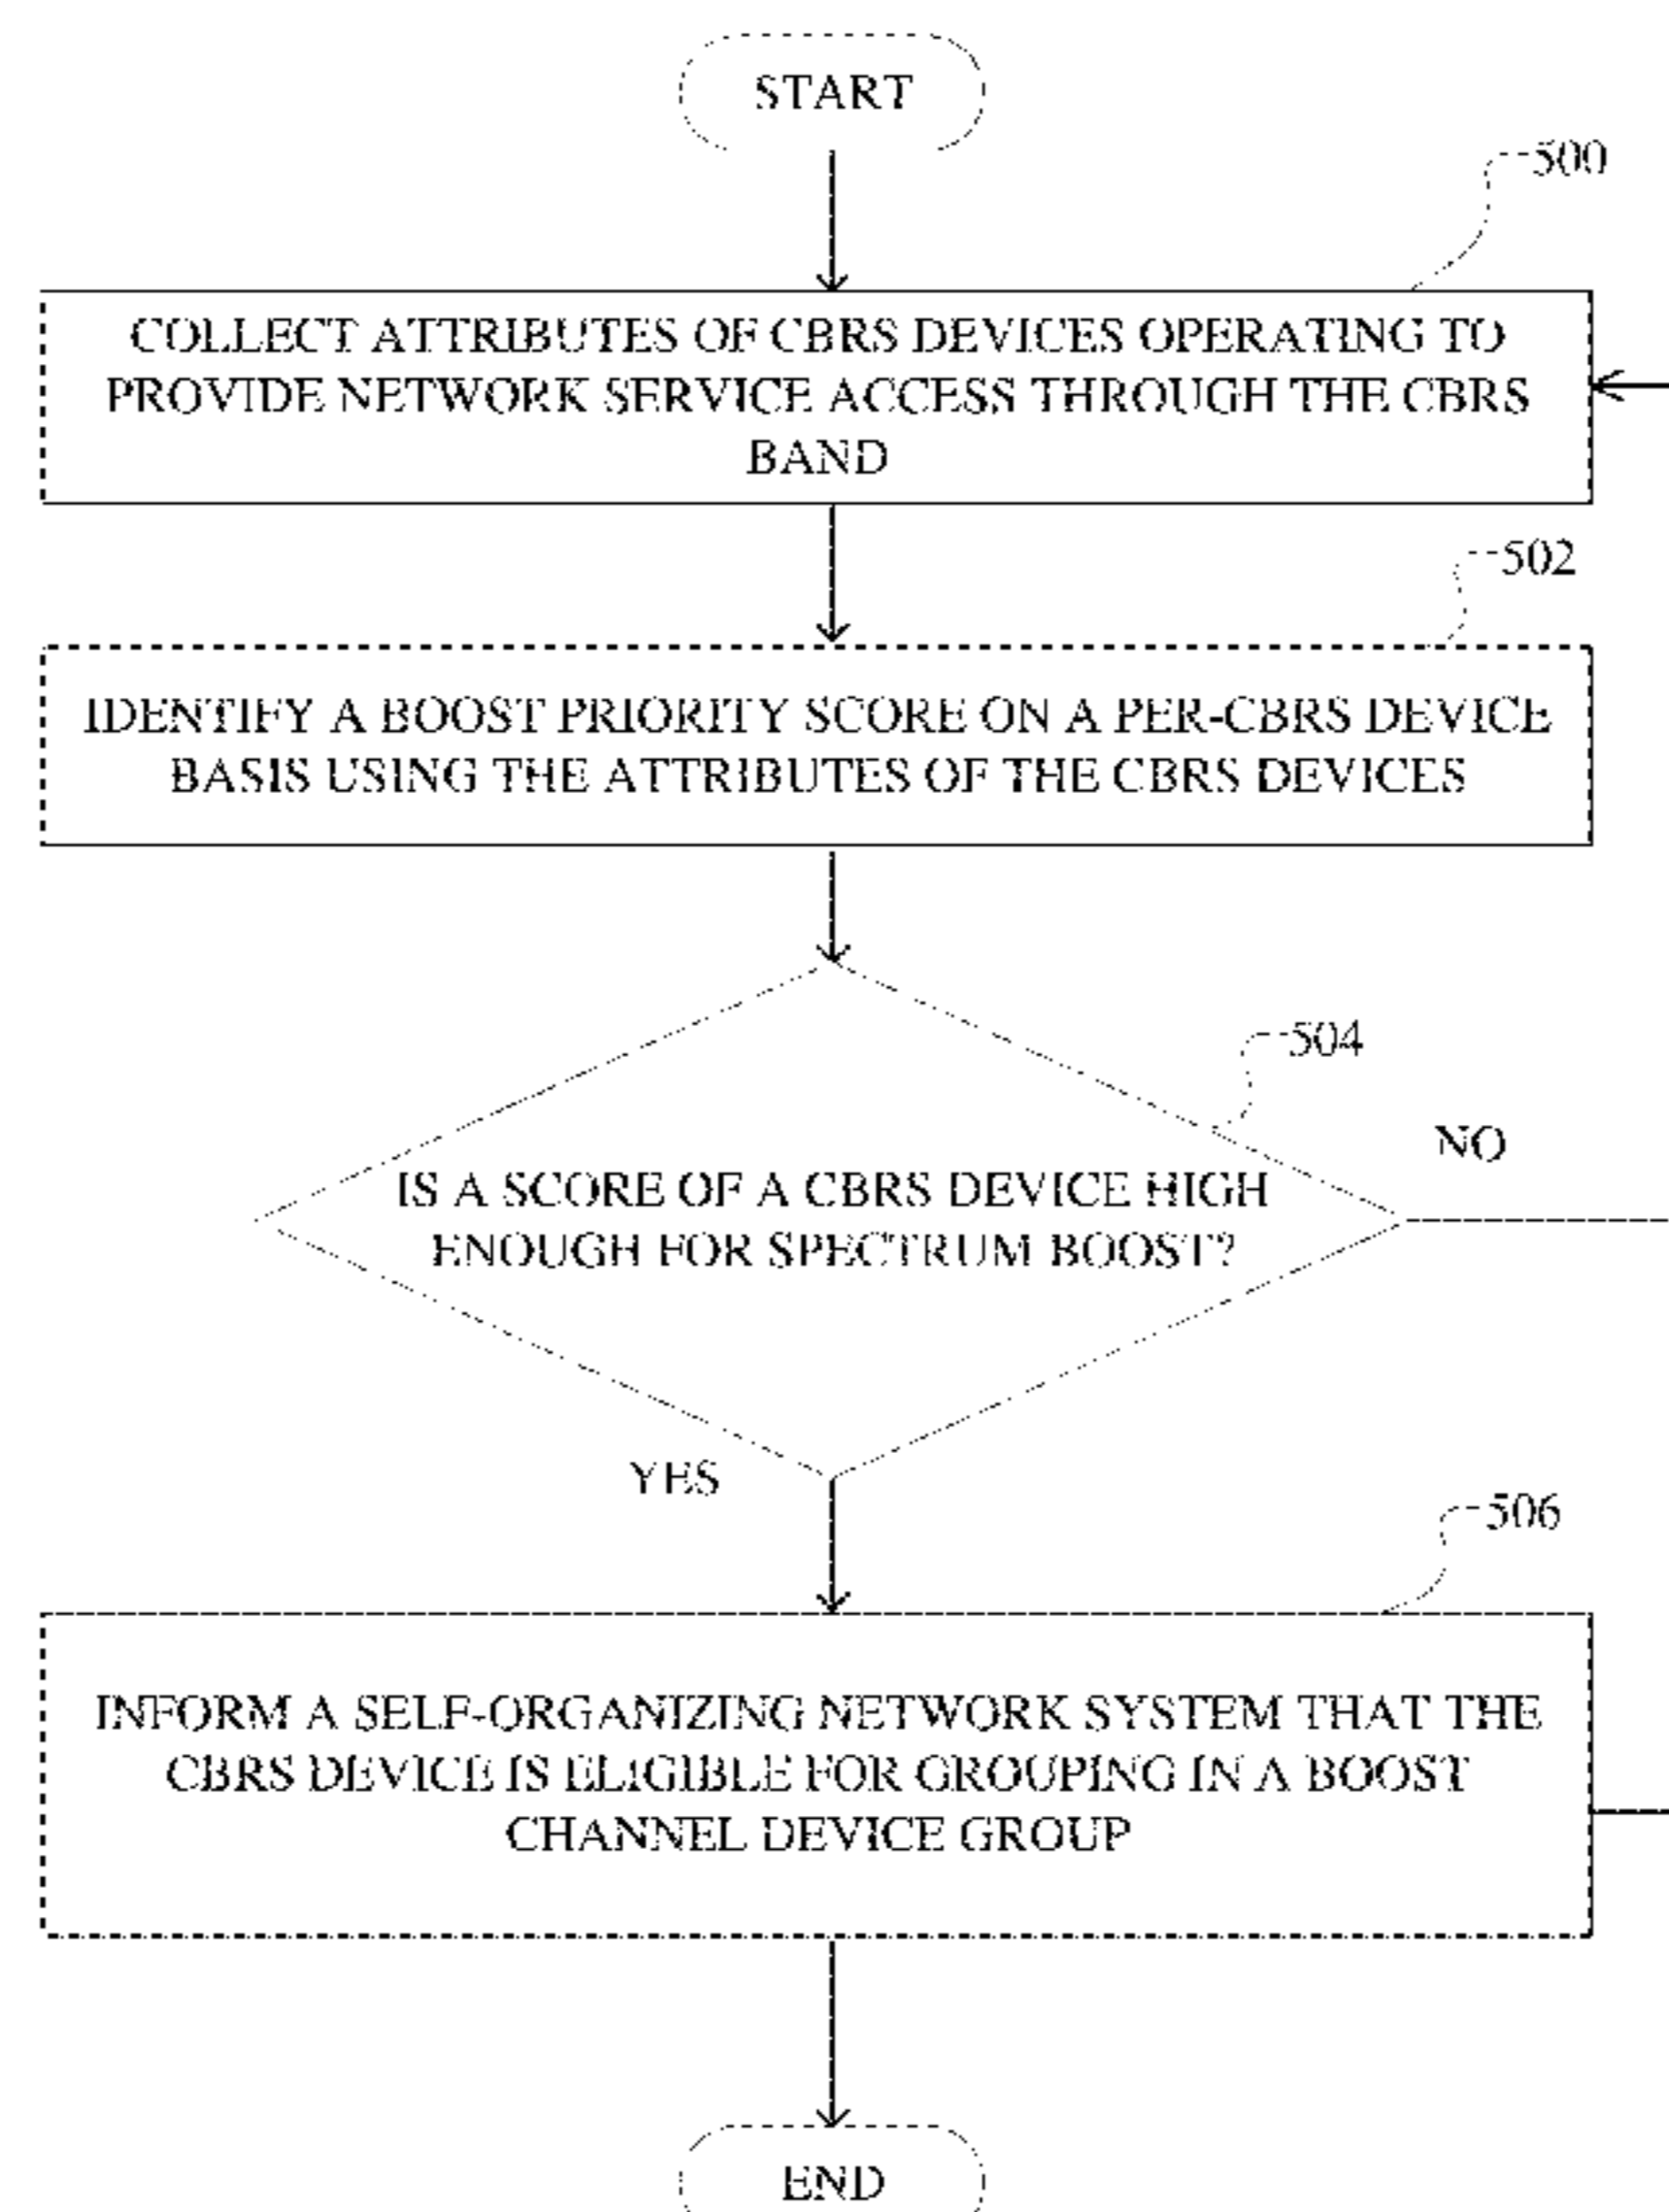 START
500
COLLECT ATTRIBUTES OF CBRS DEVICES OPERATING TO
PROVIDE NETWORK SERVICE ACCESS THROUGH THE CBRS
BAND
502
IDENTIFY A BOOST PRIORITY SCORE ON A PER-CBRS DEVICE
BASIS USING THE ATTRIBUTES OF THE CBRS DEVICES
504
NO
IS A SCORE OF A CBRS DEVICE HIGH
ENOUGH FOR SPECTRUM BOOST?
YES
506
INFORM A SELF-ORGANIZING NETWORK SYSTEM THAT THE
CBRS DEVICE IS ELIGIBLE FOR GROUPING IN A BOOST
CHANNEL DEVICE GROUP
END